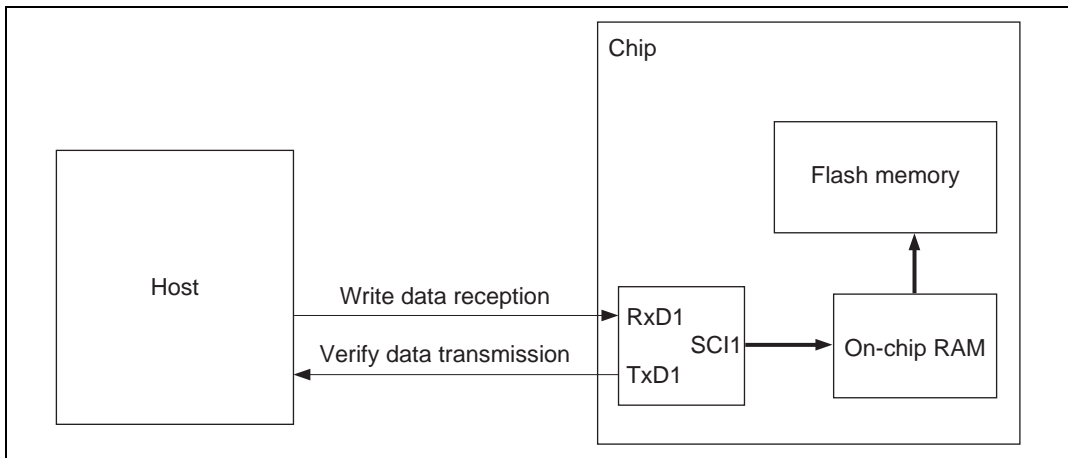 Chip
Flash memory
Host
Write data reception
RxD1
SCI1
On-chip RAM
Verify data transmission
TxD1